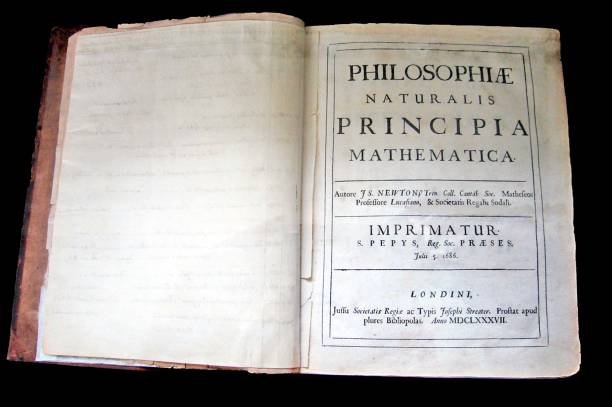 PHILOSOPHIÆ
NATURALIS
PRINCIPIA
MATHEMATICA.
Autore JS. NEWTON, Trin. Coll. Cantab. Soc. Matheseos
Professore Lucasiano, & Societatis Regalis Sodali.
IMPRIMATUR.
S. PEPYS, Reg. Soc. PRÆSES.
Julii 5. 1686.
LONDINI,
Jussu Societatis Regiæ ac Typis Josephi Streater. Prostat apud
plures Bibliopolas. Anno MDCLXXXVII.